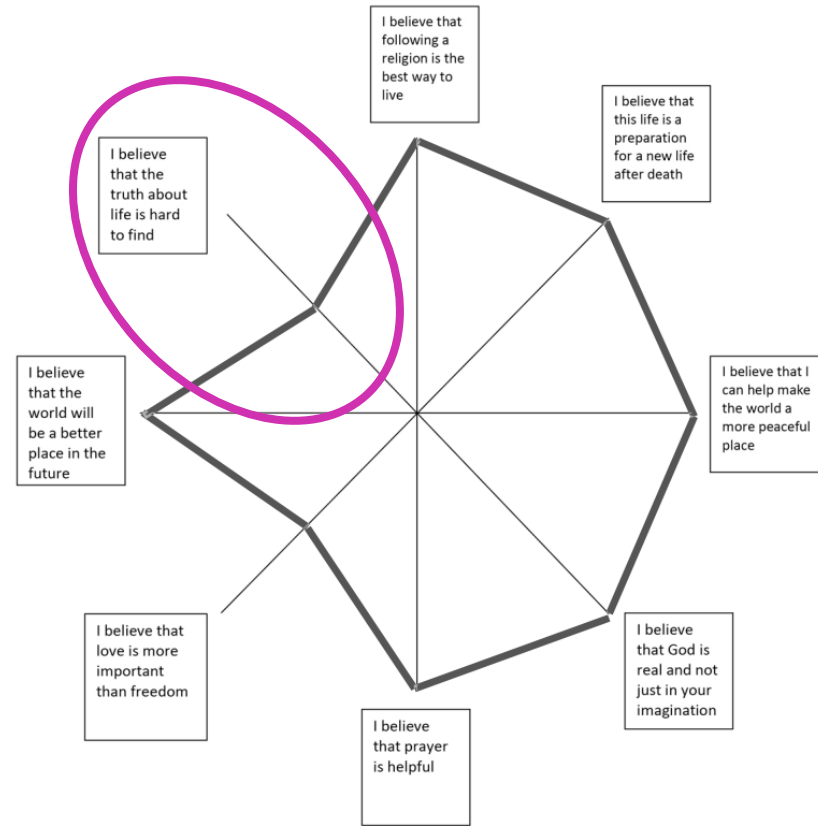 I believe that
following a
religion is the
best way to
live
I believe that
this life is a
preparation
for a new life
after death
I believe
that the
truth about
life is hard
to find
I believe
that the
world will
be a better
place in the
future
I believe that I
can help make
the world a
more peaceful
place
I believe that
love is more
important
than freedom
I believe
that God is
real and not
just in your
imagination
I believe
that prayer
is helpful